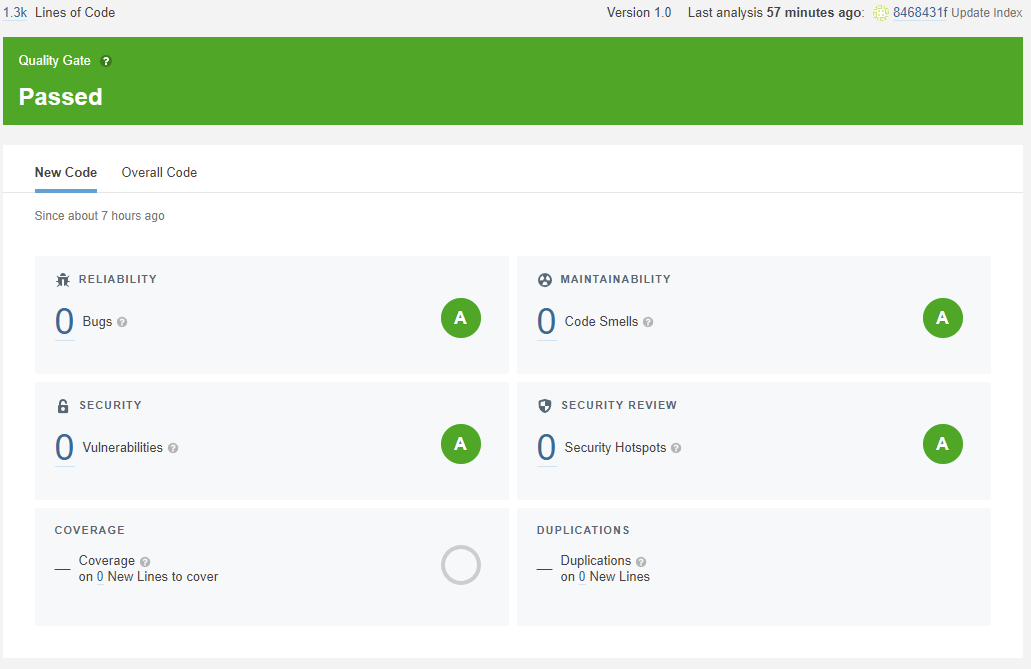 1.3k Lines of Code Version 1.0 Last analysis 57 minutes ago: 8468431f Update Index
Quality Gate ?
Passed
New Code Overall Code
Since about 7 hours ago
RELIABILITY MAINTAINABILITY
0 Bugs ? A 0 Code Smells ? A
SECURITY SECURITY REVIEW
0 Vulnerabilities ? A 0 Security Hotspots ? A
COVERAGE DUPLICATIONS
— Coverage ? — Duplications ?
on 0 New Lines to cover on 0 New Lines